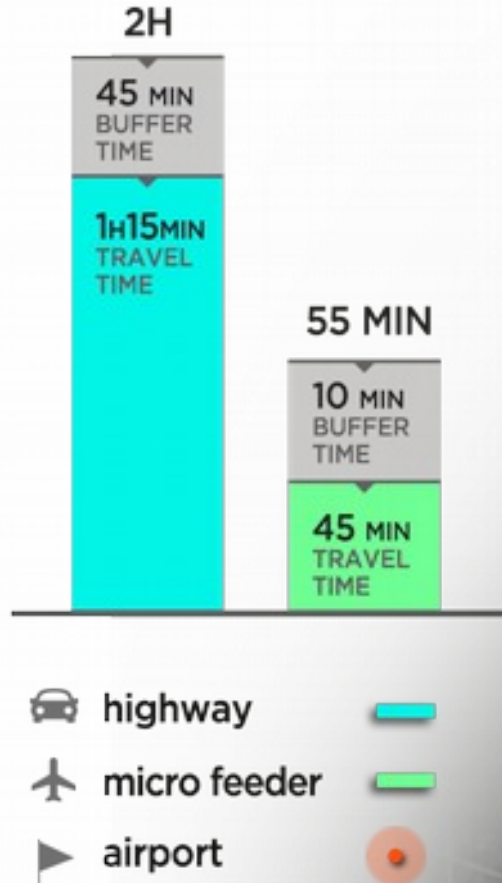 2H
45 MIN
BUFFER
TIME
1H15MIN
TRAVEL
TIME
55 MIN
10 MIN
BUFFER
TIME
45 MIN
TRAVEL
TIME
highway
micro feeder
airport